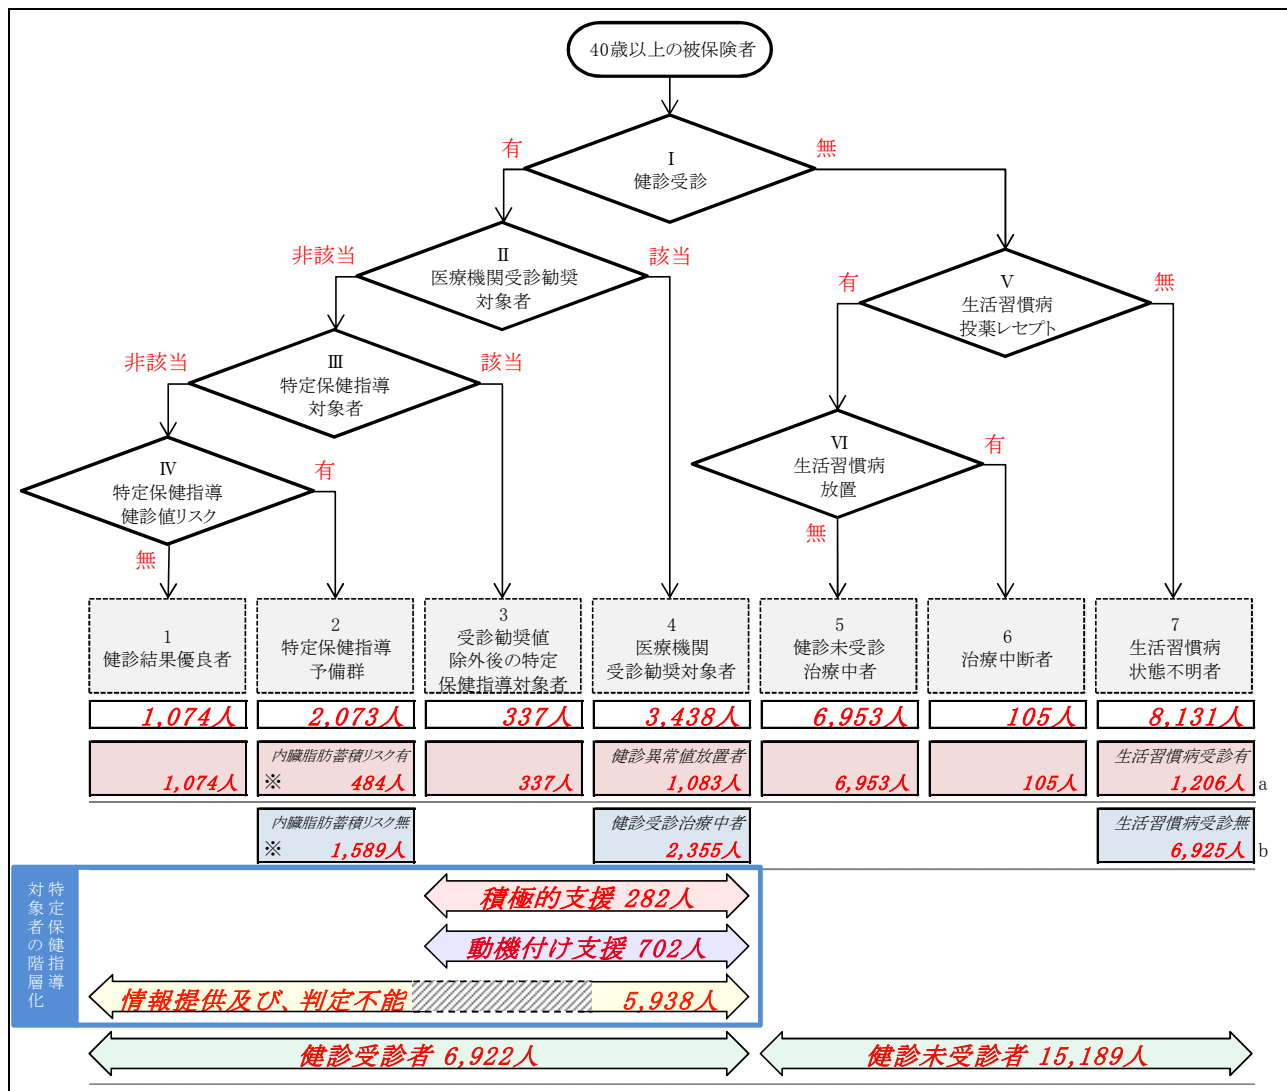 40歳以上の被保険者
有
Ⅰ
健診受診
無
非該当
Ⅱ
医療機関受診勧奨
対象者
該当
有
Ⅴ
生活習慣病
投薬レセプト
無
非該当
Ⅲ
特定保健指導
対象者
該当
Ⅳ
特定保健指導
健診値リスク
有
無
Ⅵ
生活習慣病
放置
有
無
1
健診結果優良者
2
特定保健指導
予備群
3
受診勧奨値
除外後の特定
保健指導対象者
4
医療機関
受診勧奨対象者
5
健診未受診
治療中者
6
治療中断者
7
生活習慣病
状態不明者
1,074人
2,073人
337人
3,438人
6,953人
105人
8,131人
1,074人
内臓脂肪蓄積リスク有
※ 484人
337人
健診異常値放置者
1,083人
6,953人
105人
生活習慣病受診有
1,206人
a
内臓脂肪蓄積リスク無
※ 1,589人
健診受診治療中者
2,355人
生活習慣病受診無
6,925人
b
特定保健指導
対象者の階層化
積極的支援 282人
動機付け支援 702人
情報提供及び、判定不能 5,938人
健診受診者 6,922人
健診未受診者 15,189人